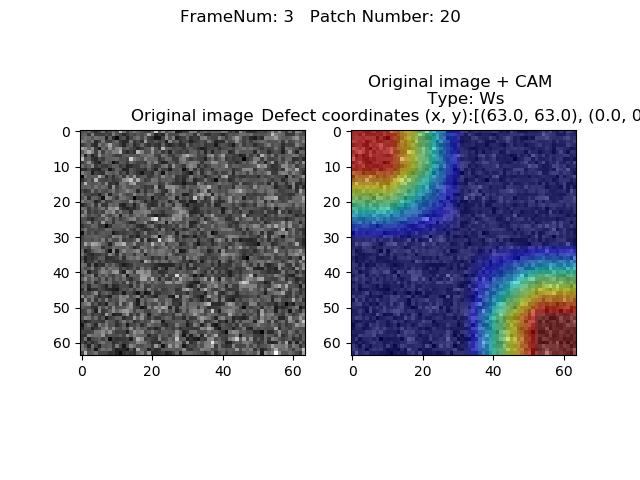 FrameNum: 3   Patch Number: 20
Original image + CAM
Type: Ws
Original image
Defect coordinates (x, y):[(63.0, 63.0), (0.0, 0
0
10
20
30
40
50
60
0 20 40 60
0
10
20
30
40
50
60
0 20 40 60